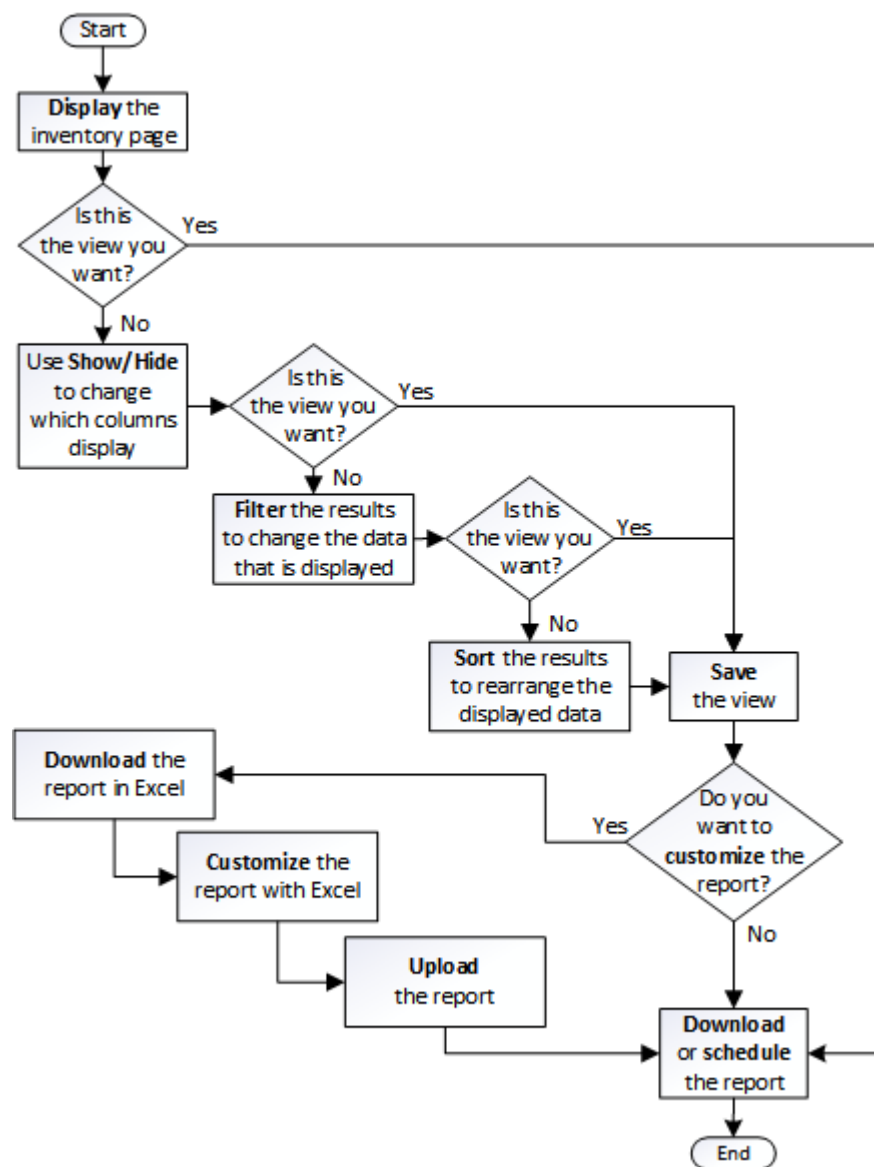 Start
Display the
inventory page
Is this
the view you
want?
Yes
No
Use Show/Hide
to change
which columns
display
Is this
the view you
want?
Yes
No
Filter the results
to change the data
that is displayed
Is this
the view you
want?
Yes
No
Sort the results
to rearrange the
displayed data
Save
the view
Do you
want to
customize the
report?
Yes
No
Download the
report in Excel
Customize the
report with Excel
Upload
the report
Download
or schedule
the report
End